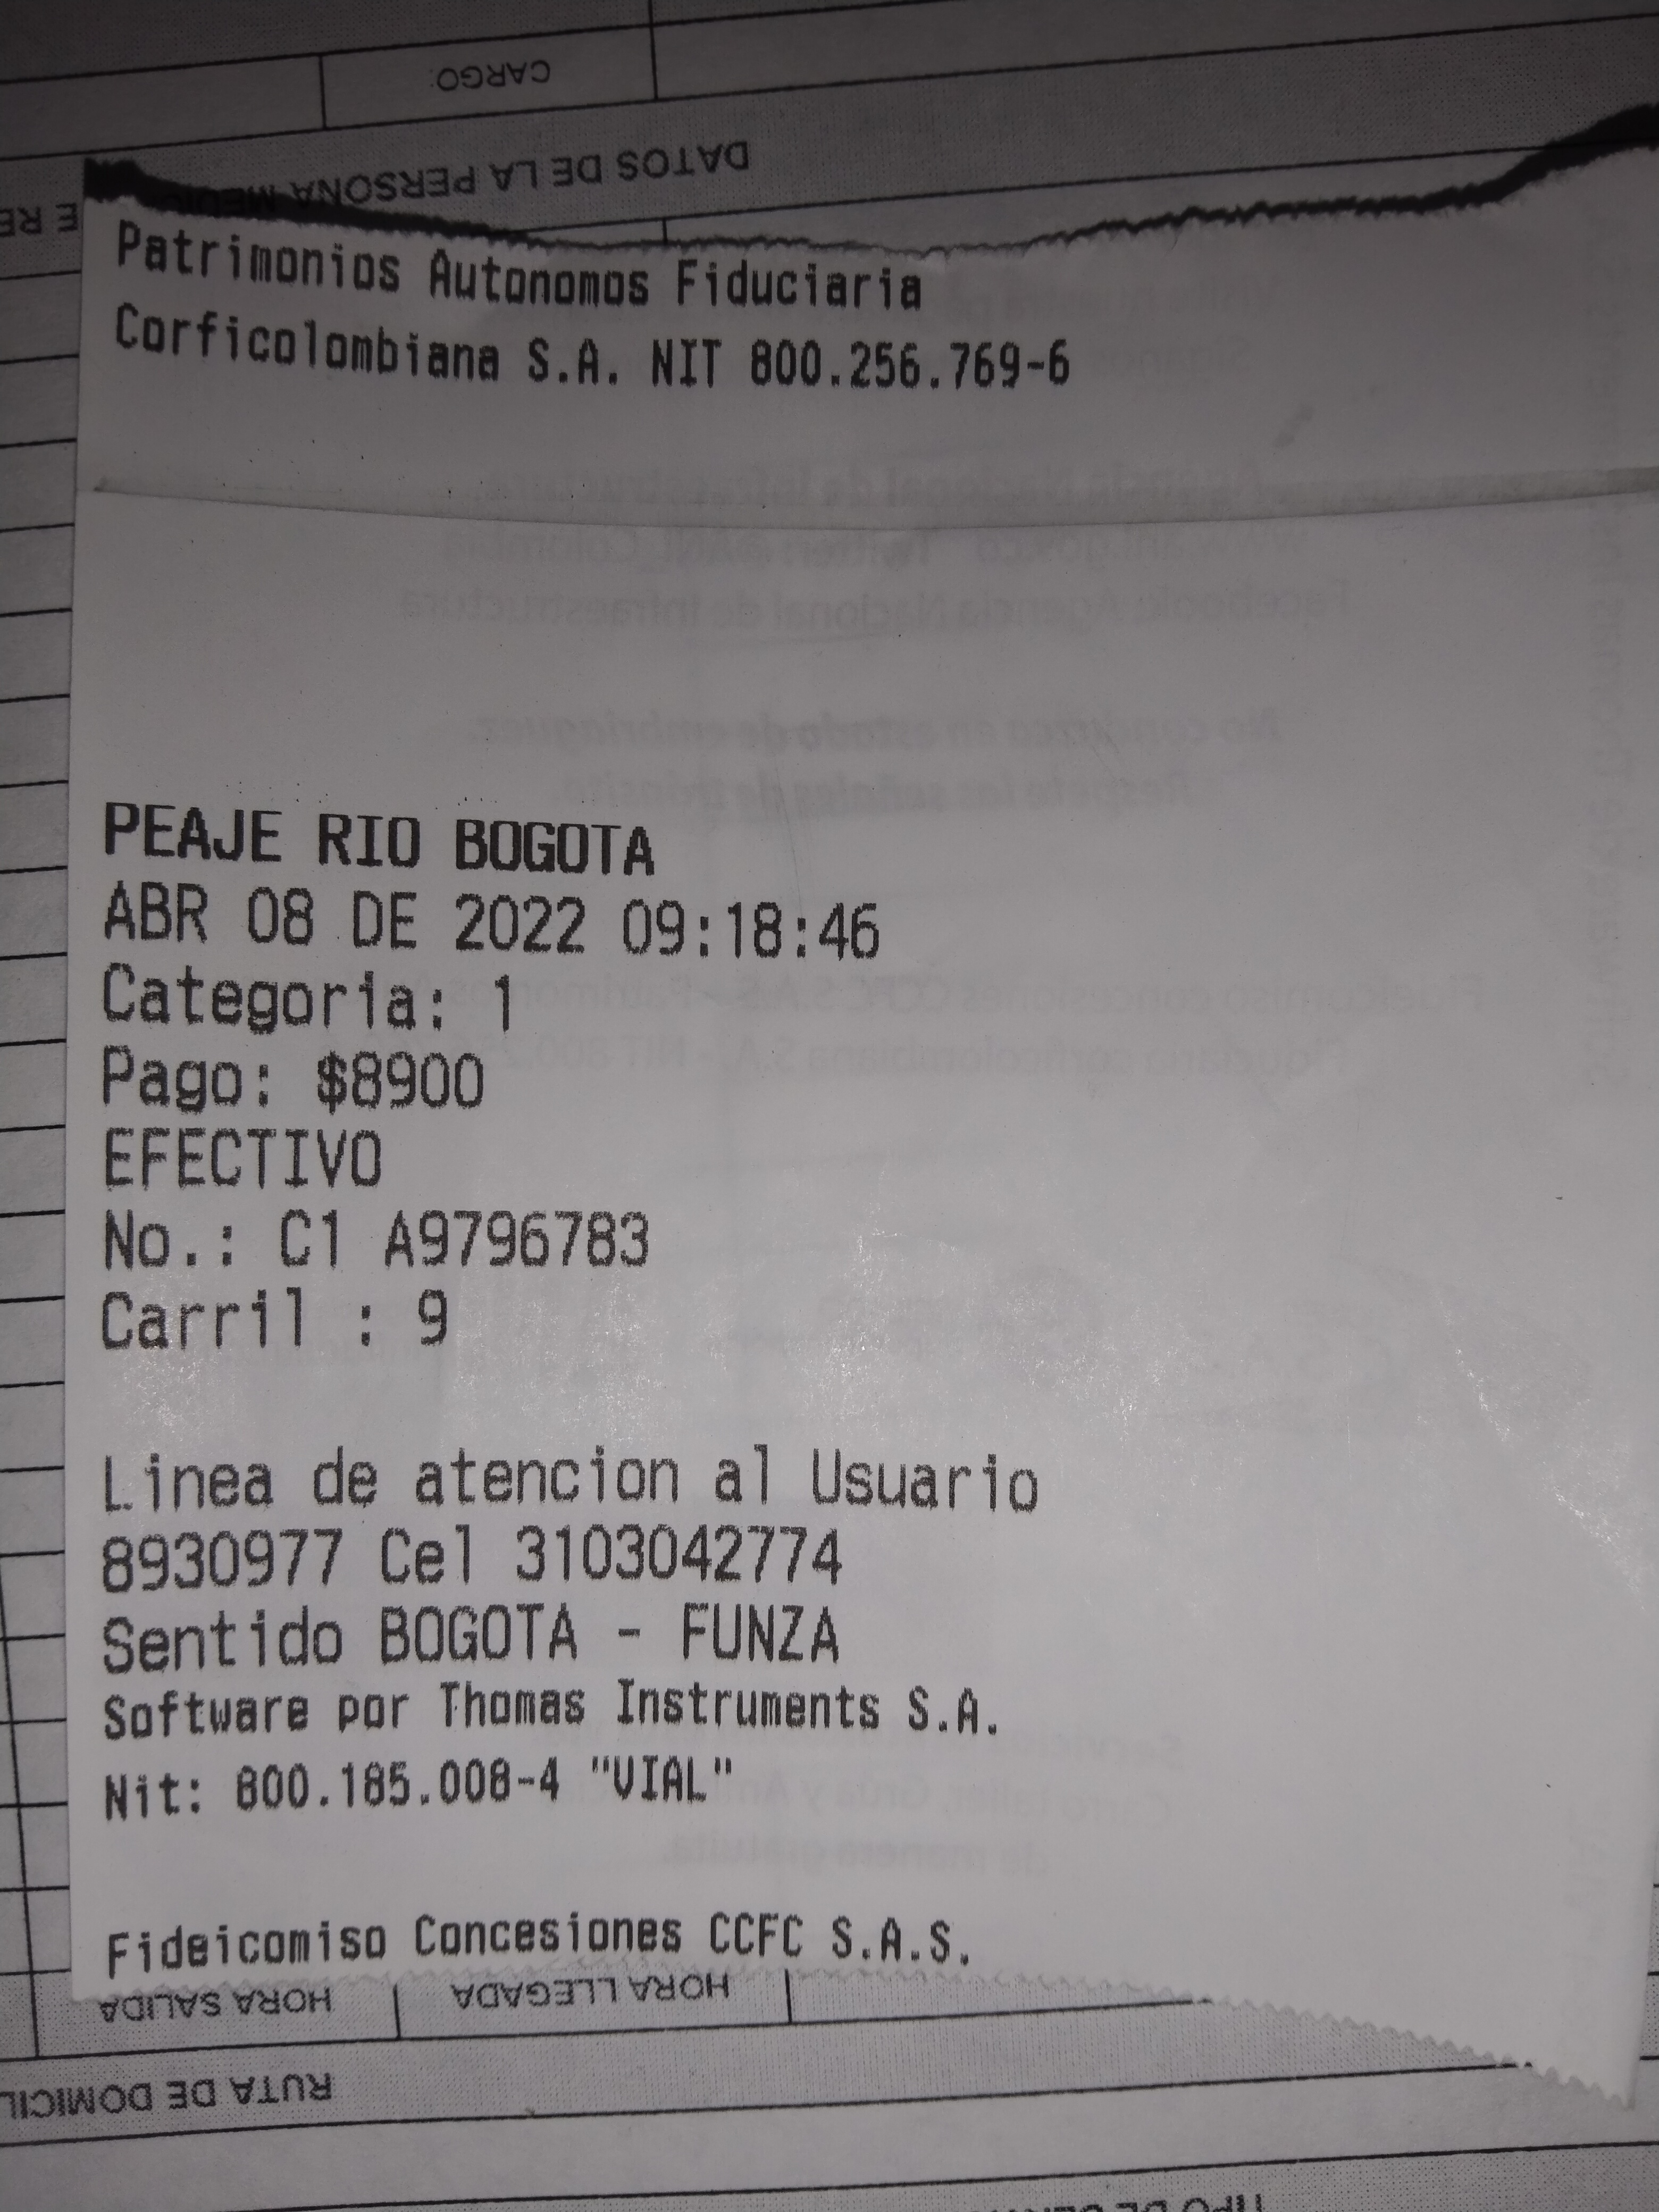 CARGO:
DATOS DE LA PERSONA
Patrimonios Autonomos Fiduciaria
Corficolombiana S.A. NIT 800.256.769-6
PEAJE RIO BOGOTA
ABR 08 DE 2022 09:18:46
Categoria: 1
Pago: $8900
EFECTIVO
No.: C1 A9796783
Carril : 9
Linea de atencion al Usuario
8930977 Cel 3103042774
Sentido BOGOTA - FUNZA
Software por Thomas Instruments S.A.
Nit: 800.185.008-4 "VIAL"
Fideicomiso Concesiones CCFC S.A.S.
HORA SALIDA HORA LLEGADA
RUTA DE DOMICIL